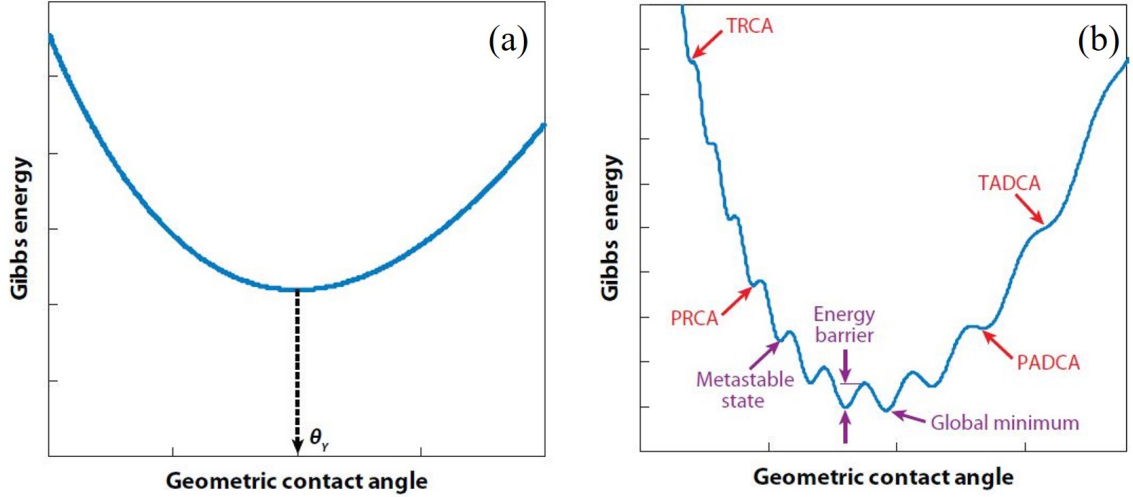 (a)
Gibbs energy
θY
Geometric contact angle
(b)
TRCA
Gibbs energy
TADCA
PRCA
Energy
barrier
PADCA
Metastable
state
Global minimum
Geometric contact angle